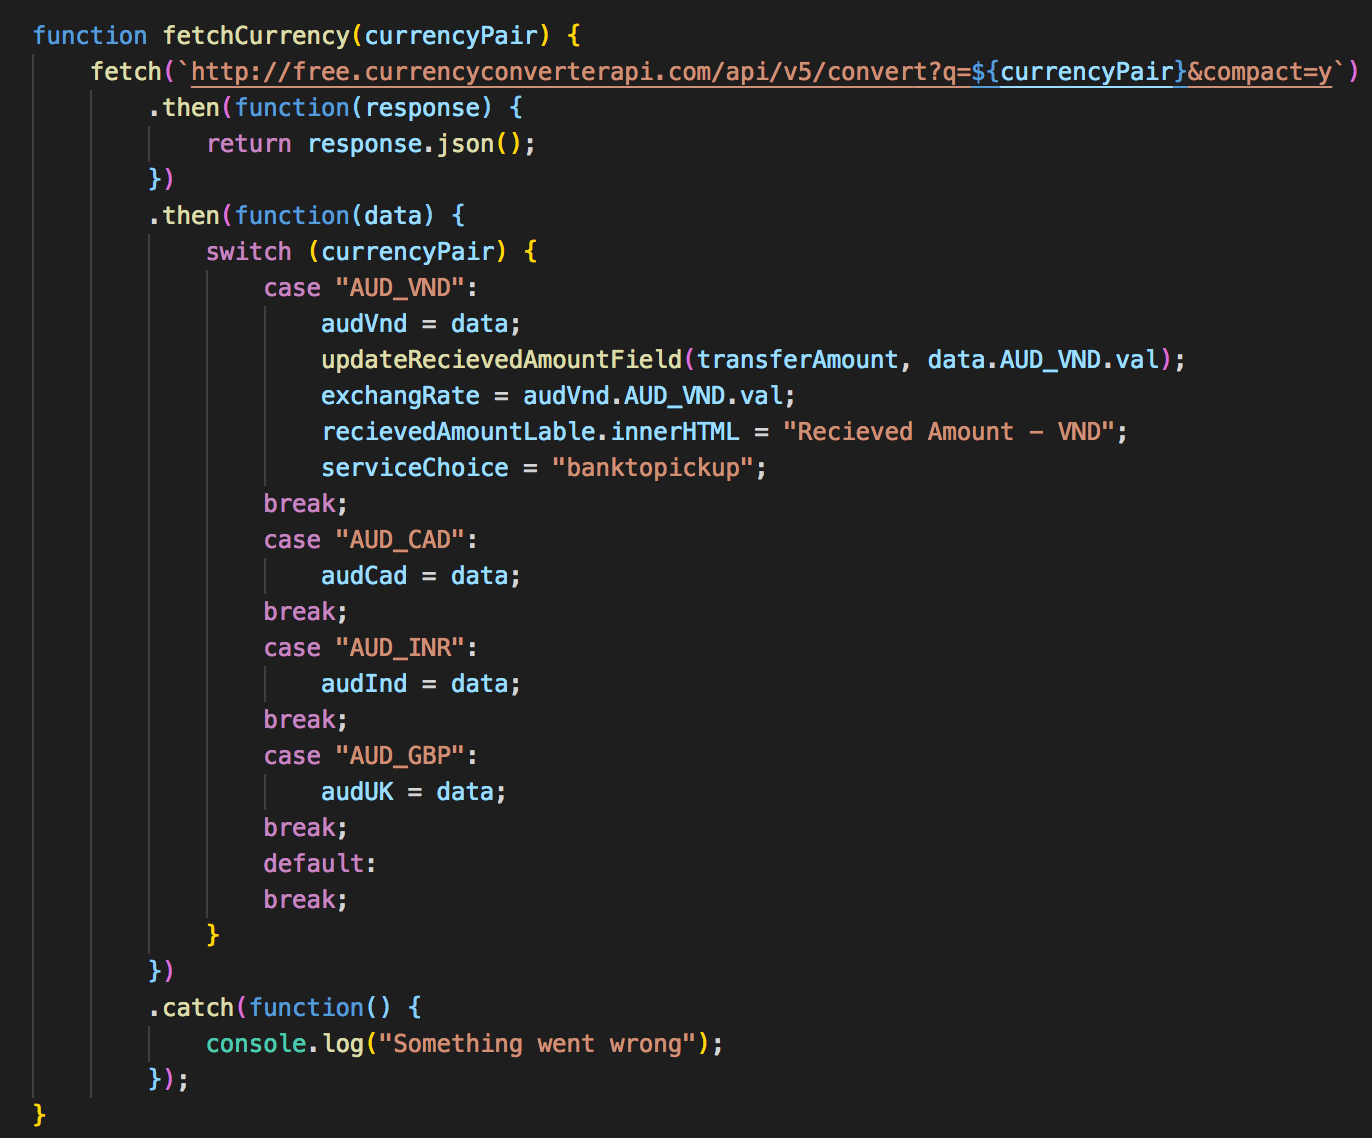 function fetchCurrency(currencyPair) {
    fetch(`http://free.currencyconverterapi.com/api/v5/convert?q=${currencyPair}&compact=y`)
        .then(function(response) {
            return response.json();
        })
        .then(function(data) {
            switch (currencyPair) {
                case "AUD_VND":
                    audVnd = data;
                    updateRecievedAmountField(transferAmount, data.AUD_VND.val);
                    exchangRate = audVnd.AUD_VND.val;
                    recievedAmountLable.innerHTML = "Recieved Amount - VND";
                    serviceChoice = "banktopickup";
                break;
                case "AUD_CAD":
                    audCad = data;
                break;
                case "AUD_INR":
                    audInd = data;
                break;
                case "AUD_GBP":
                    audUK = data;
                break;
                default:
                break;
            }
        })
        .catch(function() {
            console.log("Something went wrong");
        });
}